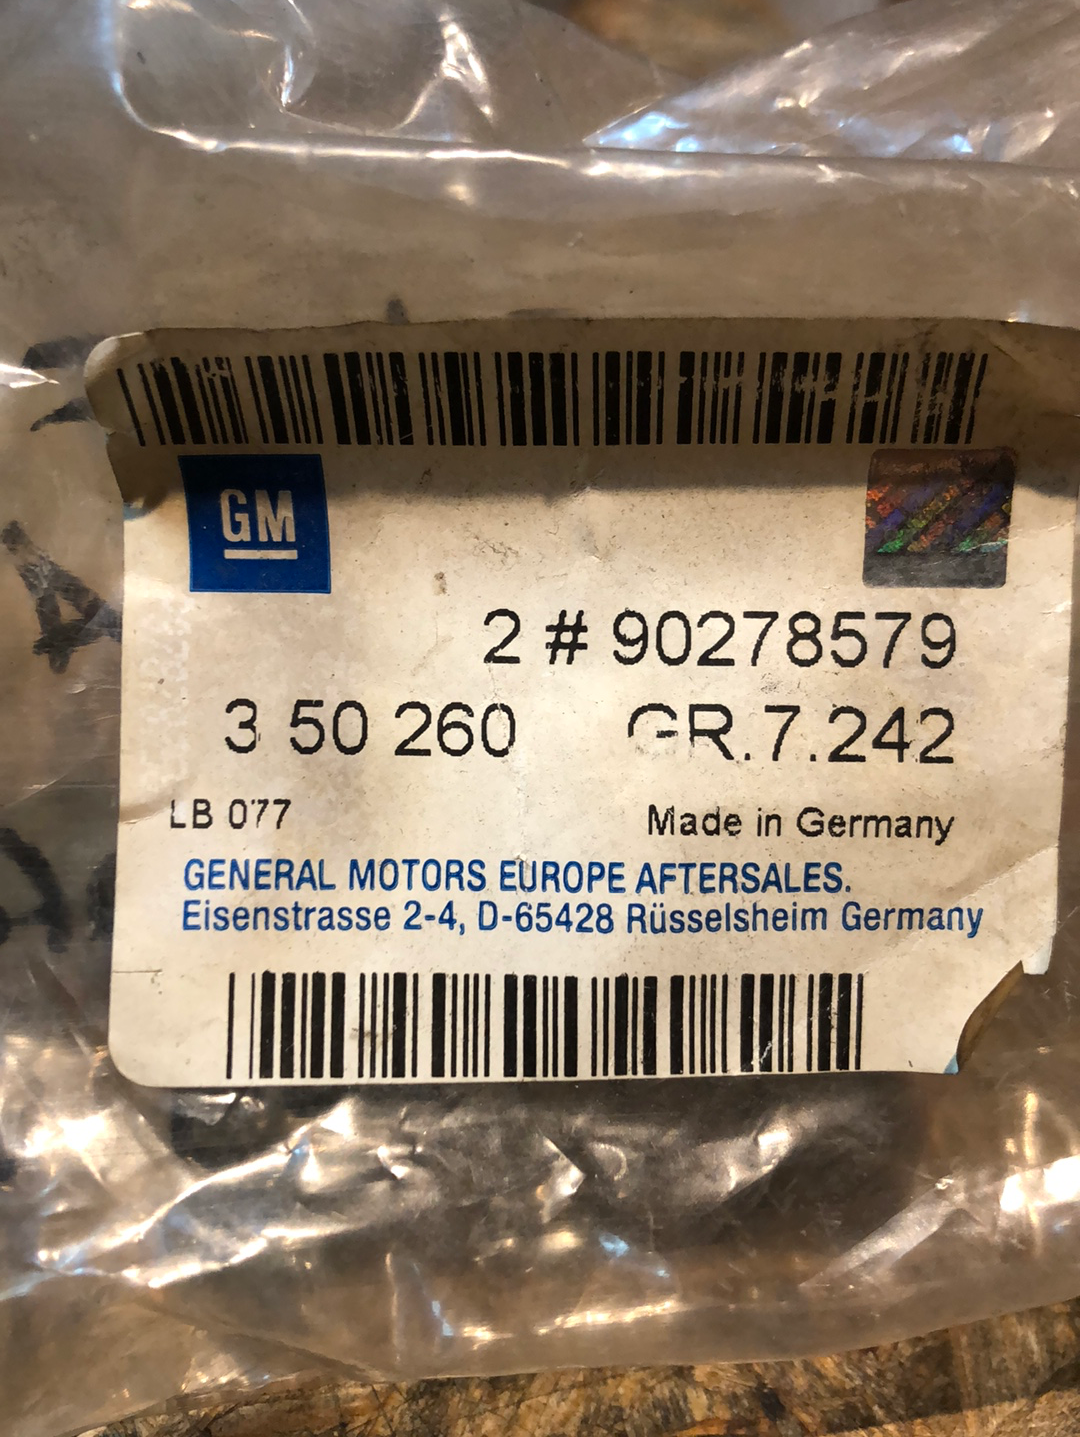 GM
2 # 90278579
3 50 260 GR.7.242
LB 077
Made in Germany
GENERAL MOTORS EUROPE AFTERSALES.
Eisenstrasse 2-4, D-65428 Rüsselsheim Germany